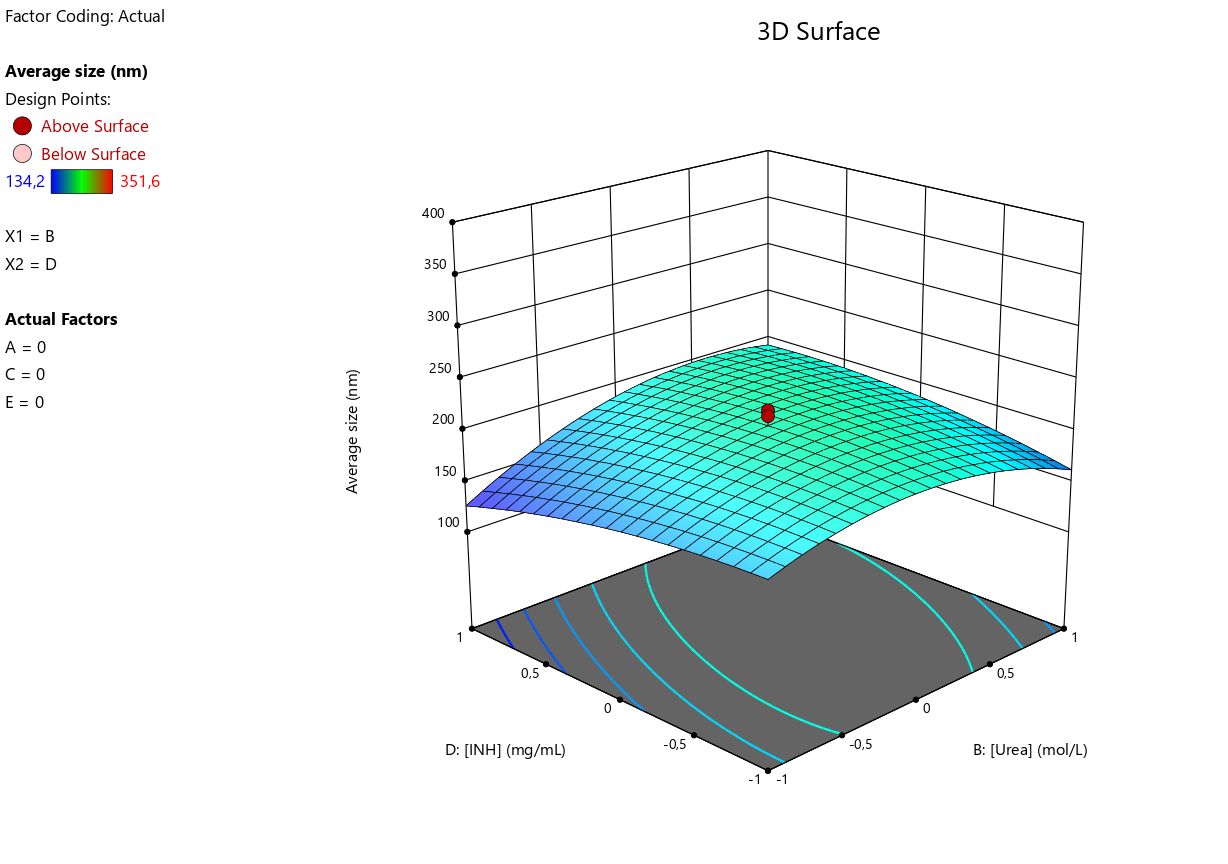 Factor Coding: Actual
3D Surface
Average size (nm)
Design Points:
Above Surface
Below Surface
134,2 351,6
X1 = B
X2 = D
Actual Factors
A = 0
C = 0
E = 0
400
350
300
250
200
150
100
Average size (nm)
1
0,5
0
-0,5
-1
D: [INH] (mg/mL)
-1
-0,5
0
0,5
1
B: [Urea] (mol/L)